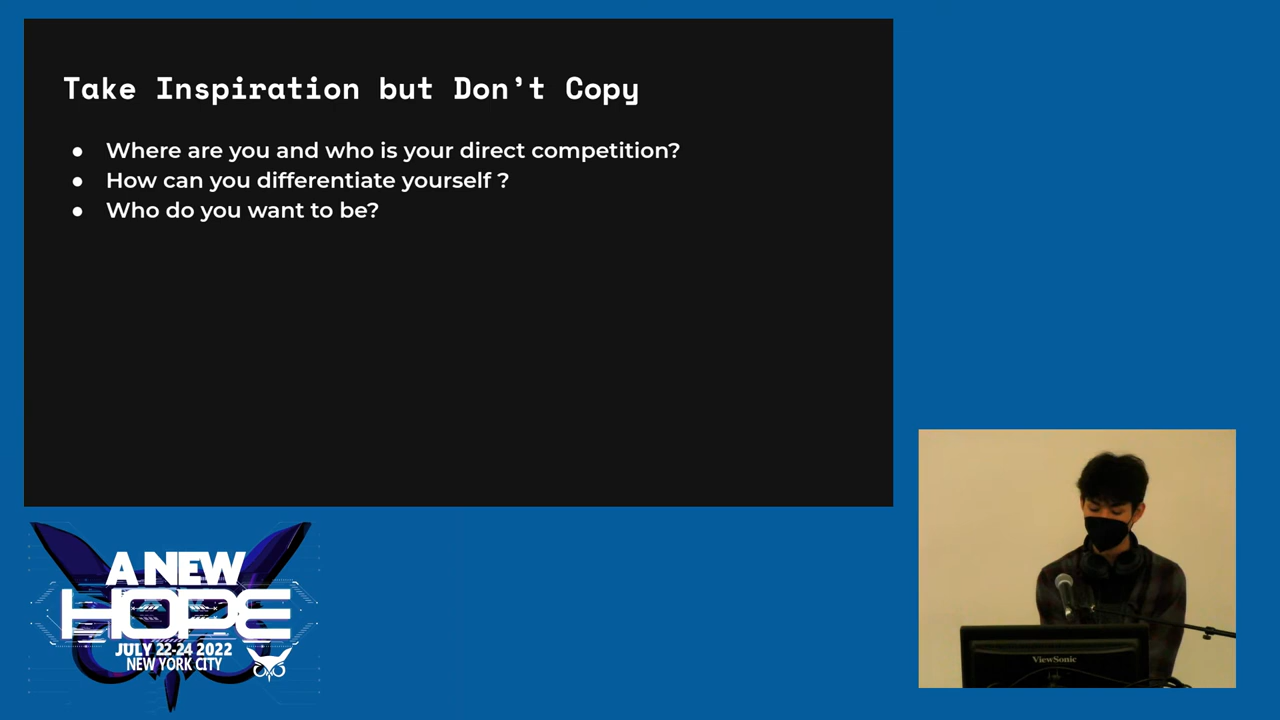 Take Inspiration but Don't Copy
● Where are you and who is your direct competition?
● How can you differentiate yourself ?
● Who do you want to be?
A NEW
HOPE
JULY 22-24 2022
NEW YORK CITY
ViewSonic